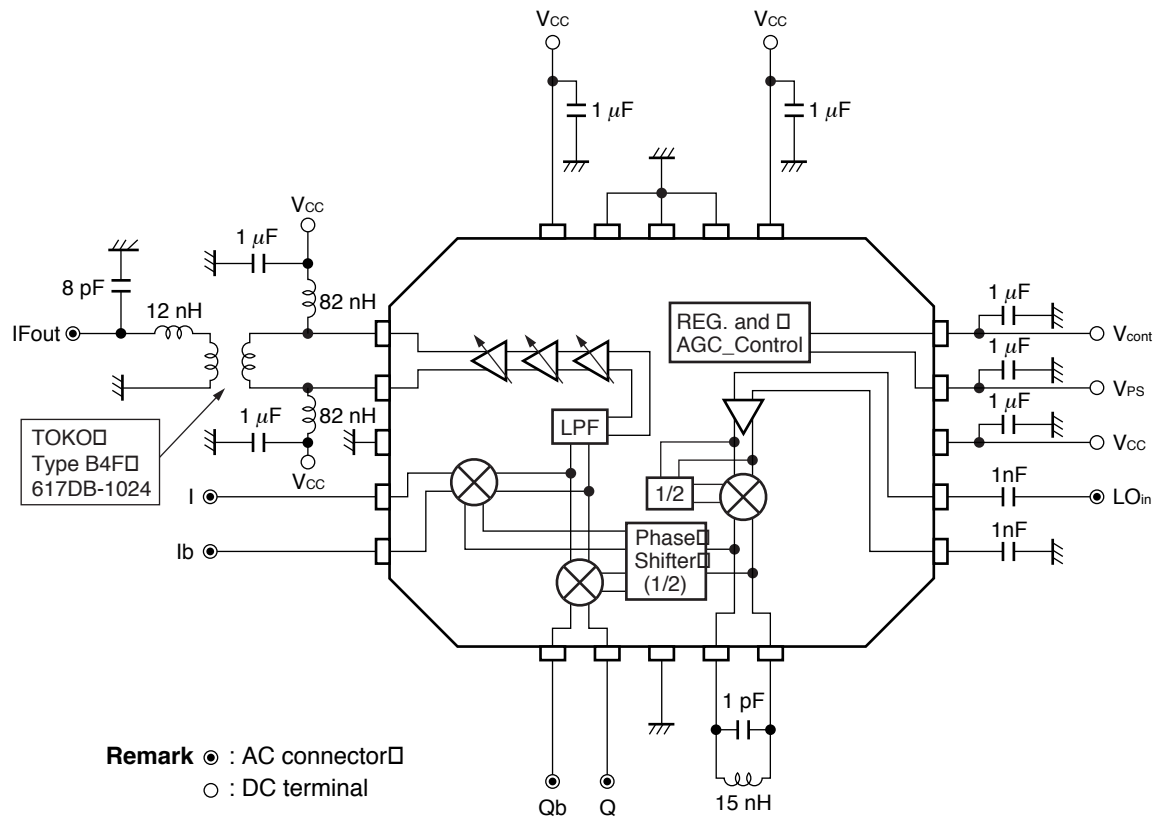 VCC
VCC
1 μF
1 μF
VCC
1 μF
8 pF
82 nH
12 nH
IFout
REG. and □
AGC_Control
1 μF
Vcont
1 μF
VPS
1 μF
VCC
1 μF
82 nH
VCC
TOKO□
Type B4F□
617DB-1024
LPF
1/2
1nF
LOin
1nF
I
Ib
Phase□
Shifter□
(1/2)
1 pF
15 nH
Qb
Q
Remark ◉ : AC connector□
○ : DC terminal